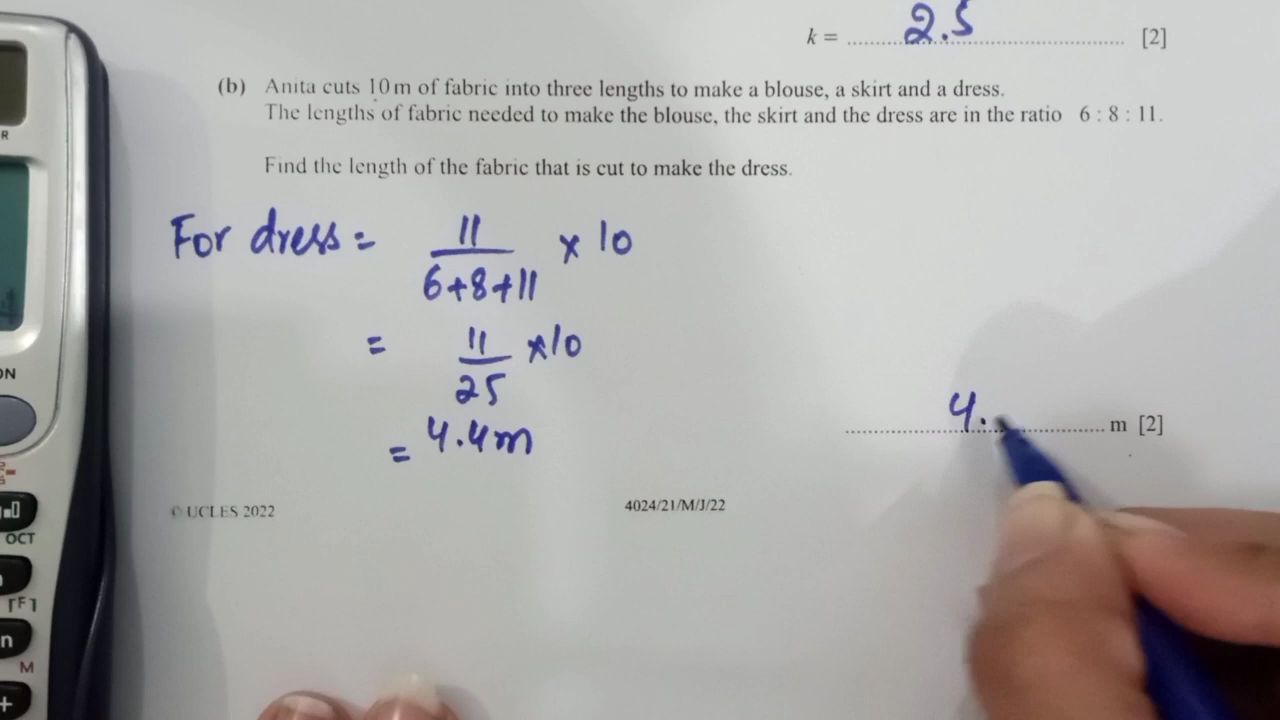 k = 2.5 [2]
(b) Anita cuts 10 m of fabric into three lengths to make a blouse, a skirt and a dress.
The lengths of fabric needed to make the blouse, the skirt and the dress are in the ratio 6 : 8 : 11.
R
Find the length of the fabric that is cut to make the dress.
For dress = 11/(6+8+11) × 10
= 11/25 × 10
ON
= 4.4m
4. m [2]
© UCLES 2022
4024/21/M/J/22
OCT
[F]
n
M
+